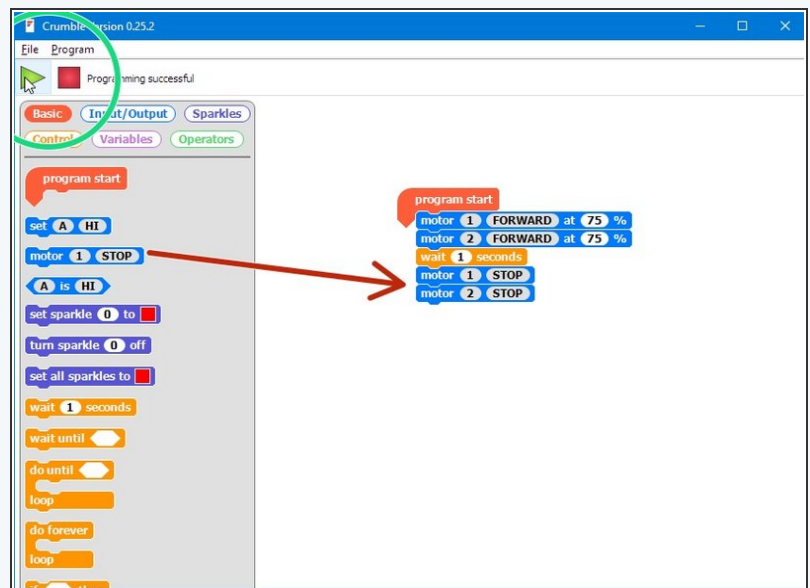 Crumble Version 0.25.2
File Program
Programming successful
Basic Input/Output Sparkles
Control Variables Operators
program start
set A HI
motor 1 STOP
A is HI
set sparkle 0 to
turn sparkle 0 off
set all sparkles to
wait 1 seconds
wait until
do until
loop
do forever
loop
program start
motor 1 FORWARD at 75 %
motor 2 FORWARD at 75 %
wait 1 seconds
motor 1 STOP
motor 2 STOP